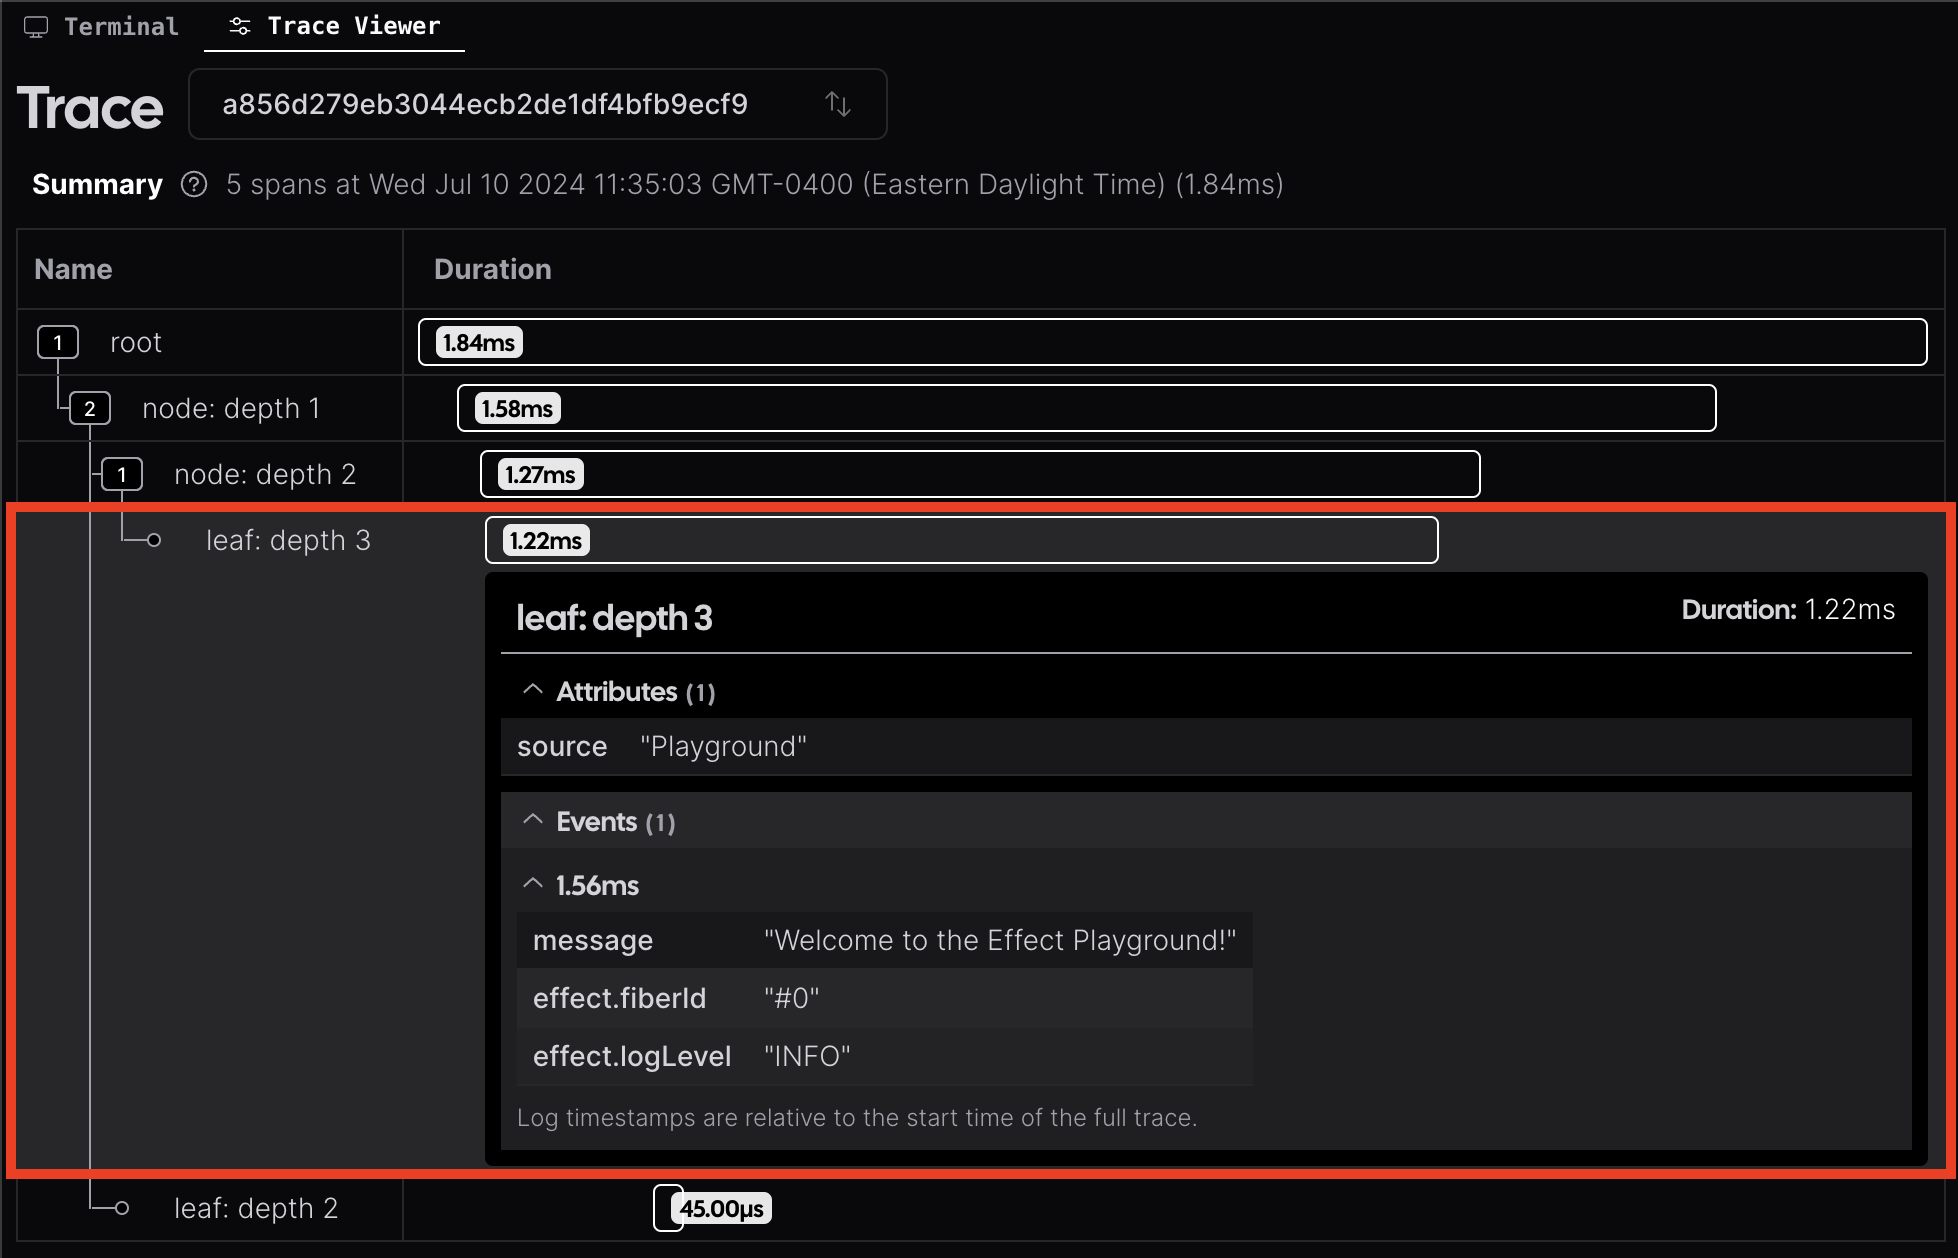 Terminal Trace Viewer
Trace a856d279eb3044ecb2de1df4bfb9ecf9
Summary ? 5 spans at Wed Jul 10 2024 11:35:03 GMT-0400 (Eastern Daylight Time) (1.84ms)
Name Duration
1 root 1.84ms
2 node: depth 1 1.58ms
1 node: depth 2 1.27ms
leaf: depth 3 1.22ms
leaf: depth 3 Duration: 1.22ms
Attributes (1)
source "Playground"
Events (1)
1.56ms
message "Welcome to the Effect Playground!"
effect.fiberId "#0"
effect.logLevel "INFO"
Log timestamps are relative to the start time of the full trace.
leaf: depth 2 45.00µs